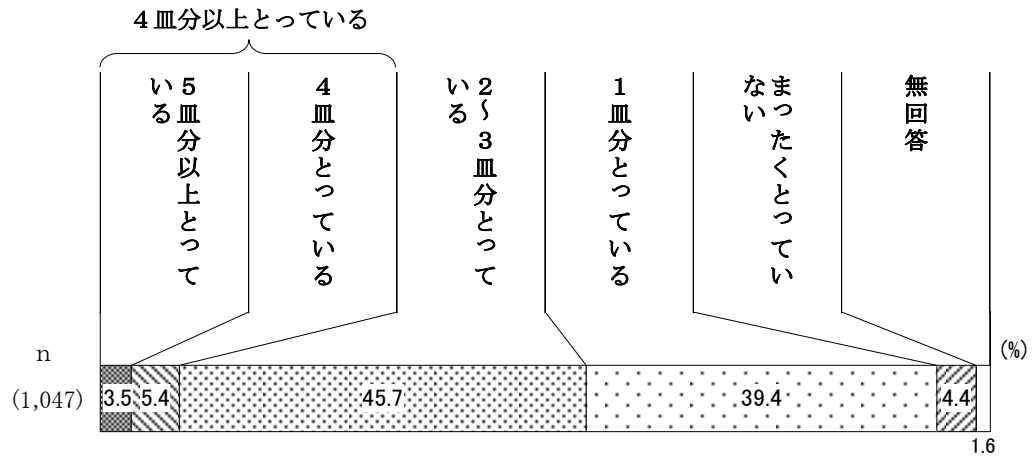 4皿分以上とっている
5皿分以上とって
いる
4皿分とっている
2~3皿分とって
いる
1皿分とっている
まったくとってい
ない
無回答
n
(%)
(1,047)
3.5
5.4
45.7
39.4
4.4
1.6